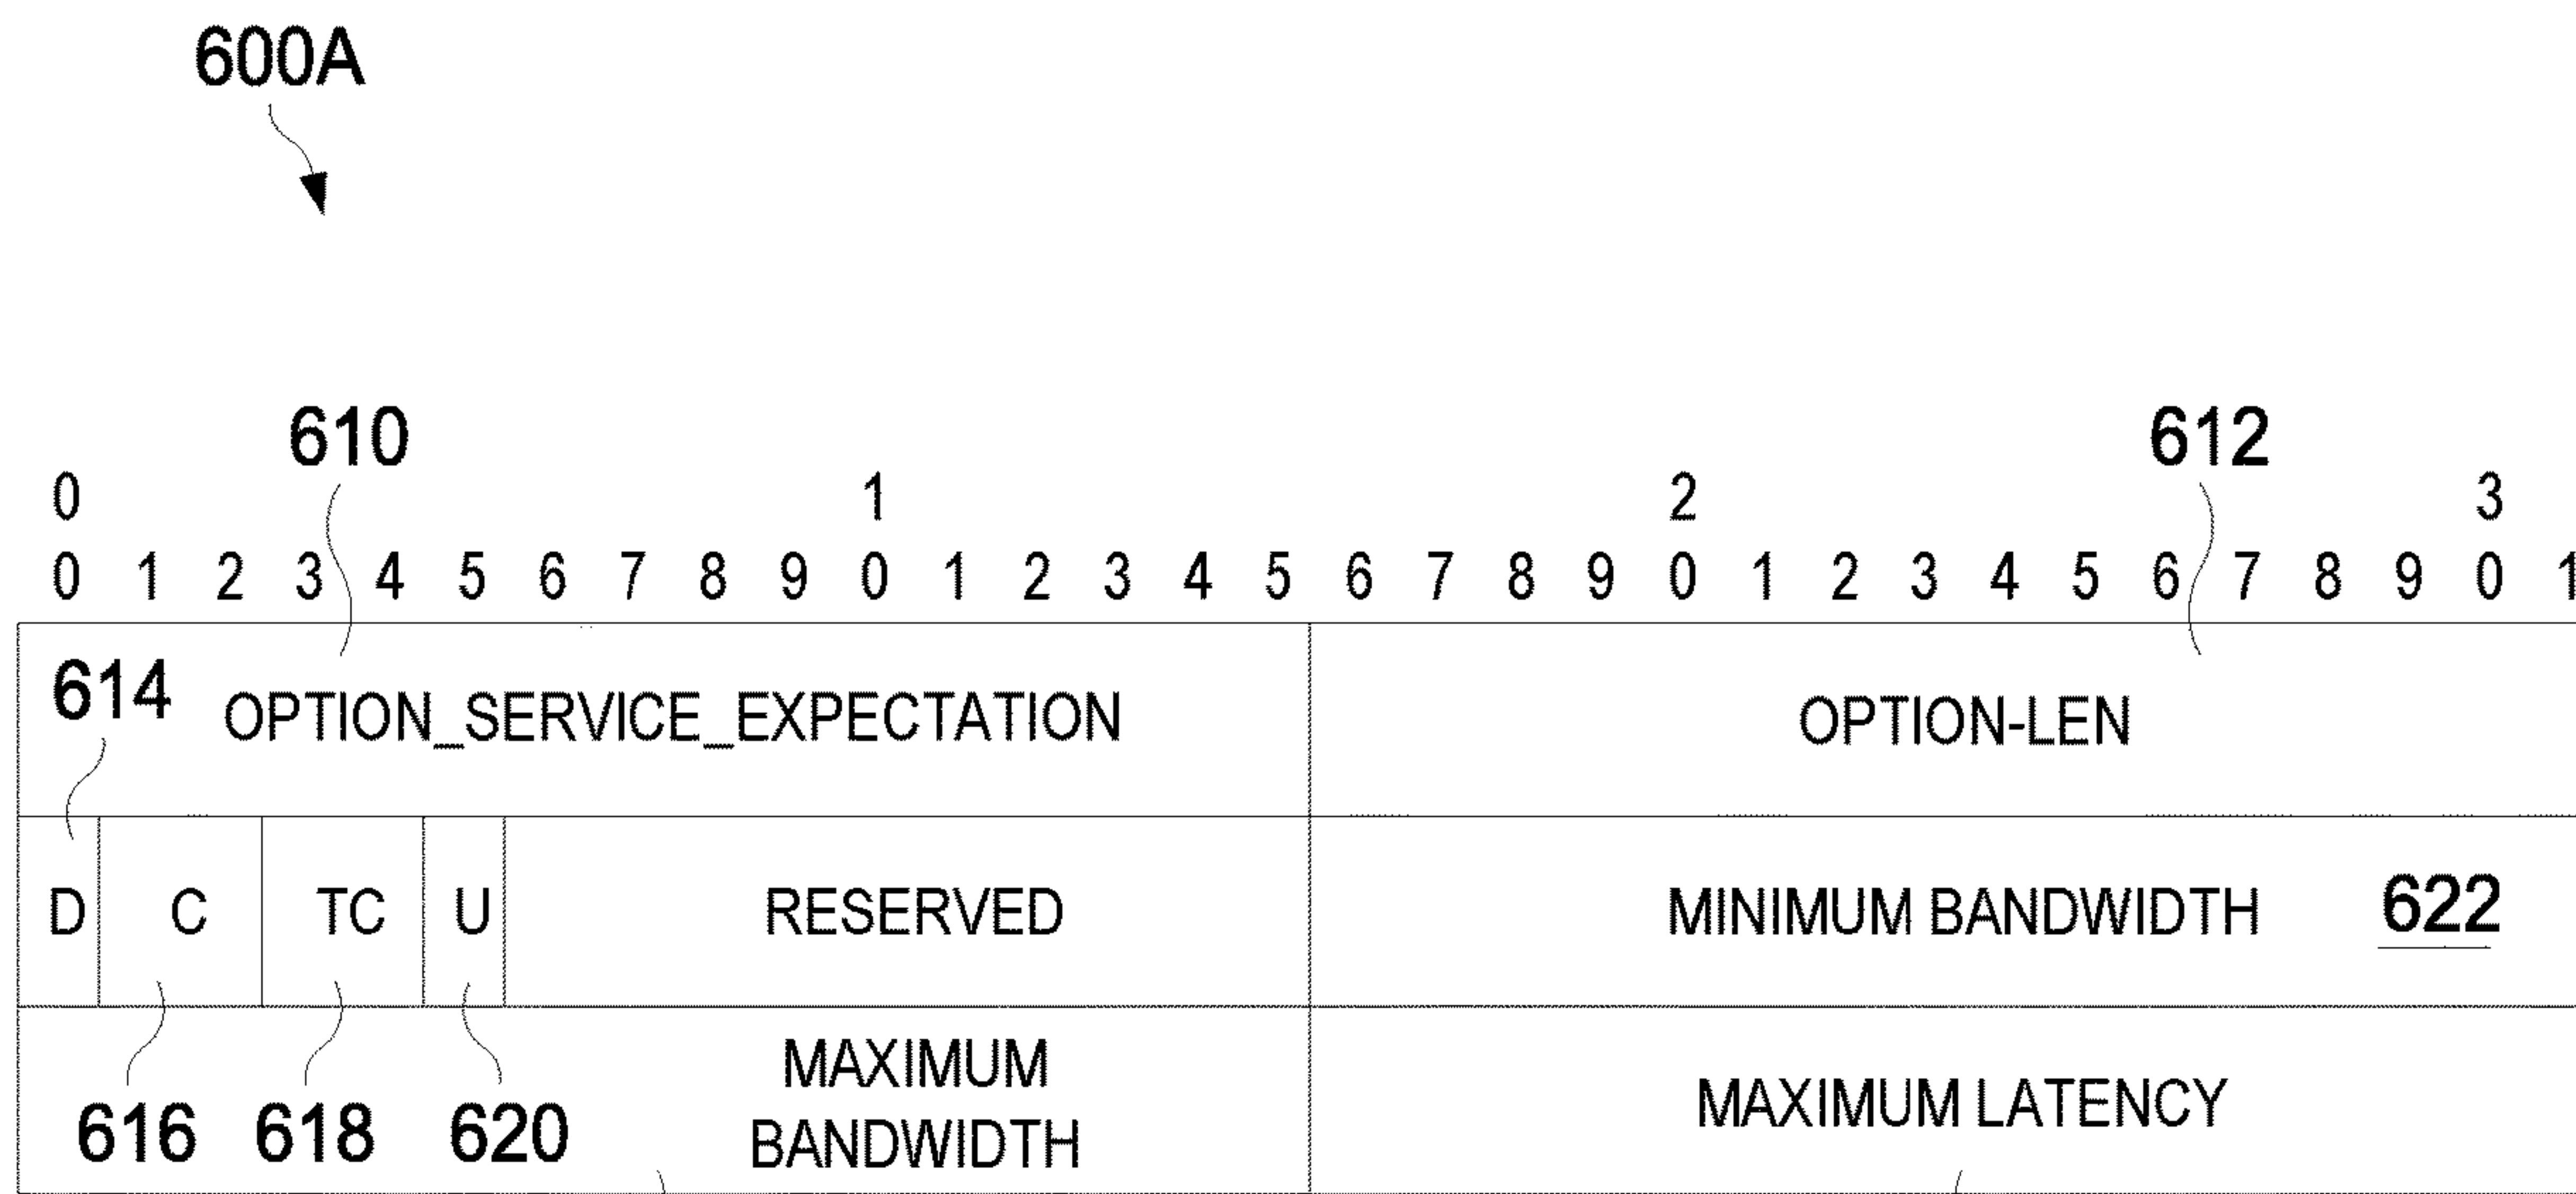 600A
610 612
0 1 2 3
0 1 2 3 4 5 6 7 8 9 0 1 2 3 4 5 6 7 8 9 0 1 2 3 4 5 6 7 8 9 0 1
614 OPTION_SERVICE_EXPECTATION OPTION-LEN
D C TC U RESERVED MINIMUM BANDWIDTH 622
MAXIMUM
BANDWIDTH MAXIMUM LATENCY
616 618 620